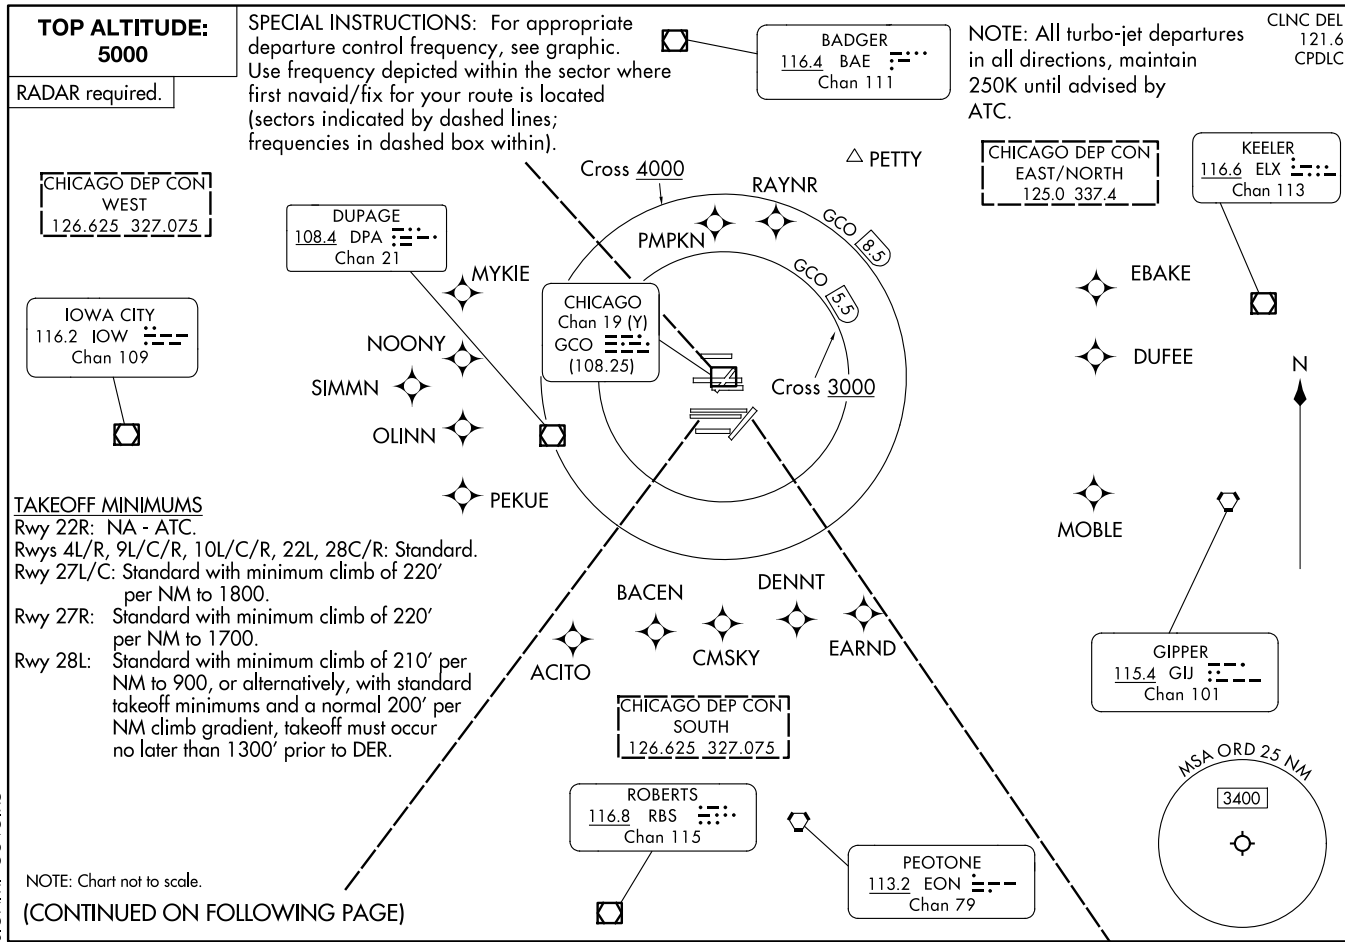 TOP ALTITUDE:
5000
RADAR required.
SPECIAL INSTRUCTIONS: For appropriate
departure control frequency, see graphic.
Use frequency depicted within the sector where
first navaid/fix for your route is located
(sectors indicated by dashed lines;
frequencies in dashed box within).
BADGER
116.4 BAE
Chan 111
NOTE: All turbo-jet departures
in all directions, maintain
250K until advised by
ATC.
CLNC DEL
121.6
CPDLC
CHICAGO DEP CON
WEST
126.625 327.075
DUPAGE
108.4 DPA
Chan 21
Cross 4000
PETTY
RAYNR
PMPKN
GCO 8.5
GCO 5.5
CHICAGO DEP CON
EAST/NORTH
125.0 337.4
KEELER
116.6 ELX
Chan 113
IOWA CITY
116.2 IOW
Chan 109
MYKIE
NOONY
SIMMN
OLINN
PEKUE
CHICAGO
Chan 19 (Y)
GCO
(108.25)
Cross 3000
EBAKE
DUFEE
N
MOBLE
TAKEOFF MINIMUMS
Rwy 22R: NA - ATC.
Rwys 4L/R, 9L/C/R, 10L/C/R, 22L, 28C/R: Standard.
Rwy 27L/C: Standard with minimum climb of 220'
per NM to 1800.
Rwy 27R: Standard with minimum climb of 220'
per NM to 1700.
Rwy 28L: Standard with minimum climb of 210' per
NM to 900, or alternatively, with standard
takeoff minimums and a normal 200' per
NM climb gradient, takeoff must occur
no later than 1300' prior to DER.
ACITO
BACEN
CMSKY
DENNT
EARND
CHICAGO DEP CON
SOUTH
126.625 327.075
GIPPER
115.4 GIJ
Chan 101
ROBERTS
116.8 RBS
Chan 115
PEOTONE
113.2 EON
Chan 79
MSA ORD 25 NM
3400
NOTE: Chart not to scale.
(CONTINUED ON FOLLOWING PAGE)